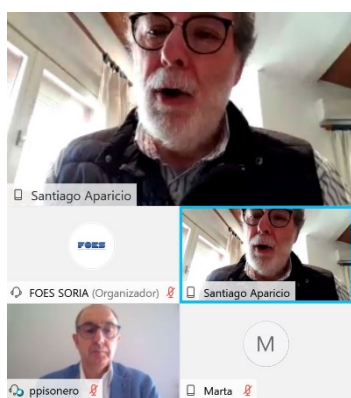 Santiago Aparicio
FOES
FOES SORIA (Organizador)
Santiago Aparicio
M
ppisonero
Marta